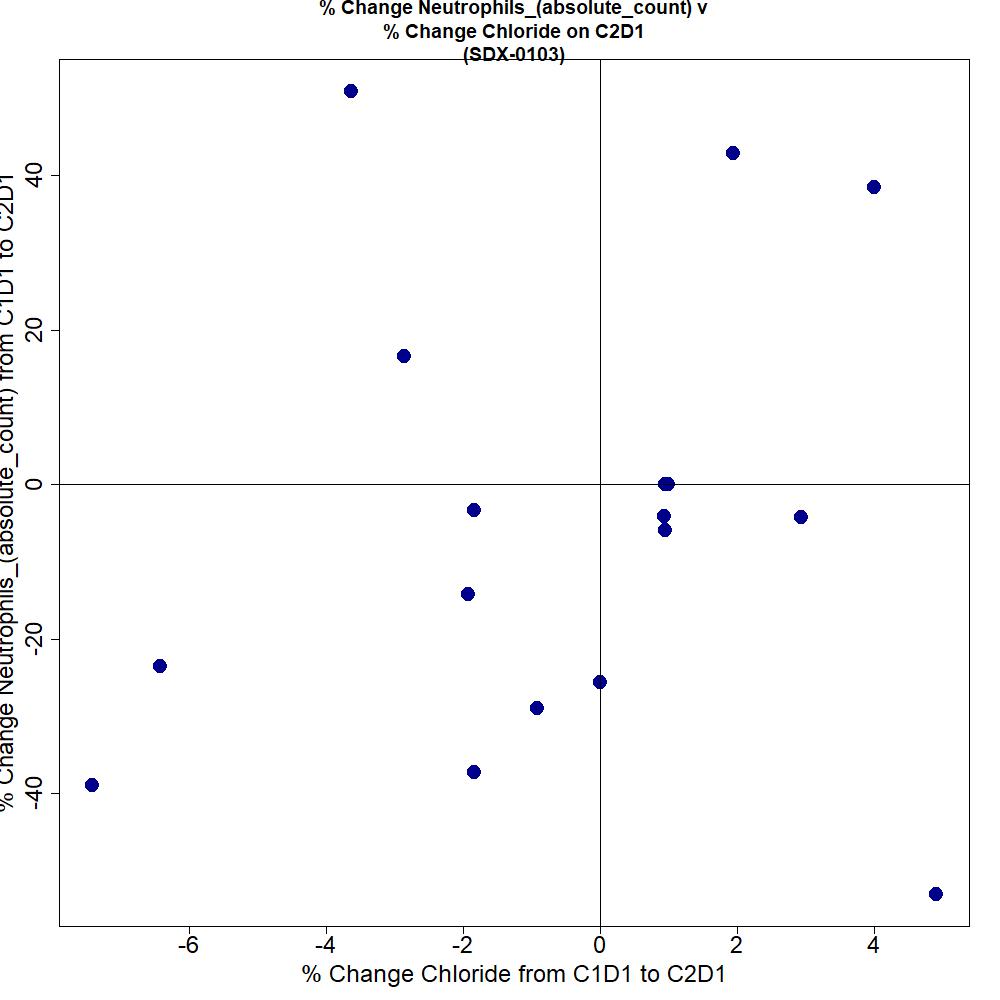 % Change Neutrophils_(absolute_count) v
% Change Chloride on C2D1
(SDX-0103)
% Change Neutrophils_(absolute_count) from C1D1 to C2D1
40
20
0
-20
-40
-6 -4 -2 0 2 4
% Change Chloride from C1D1 to C2D1